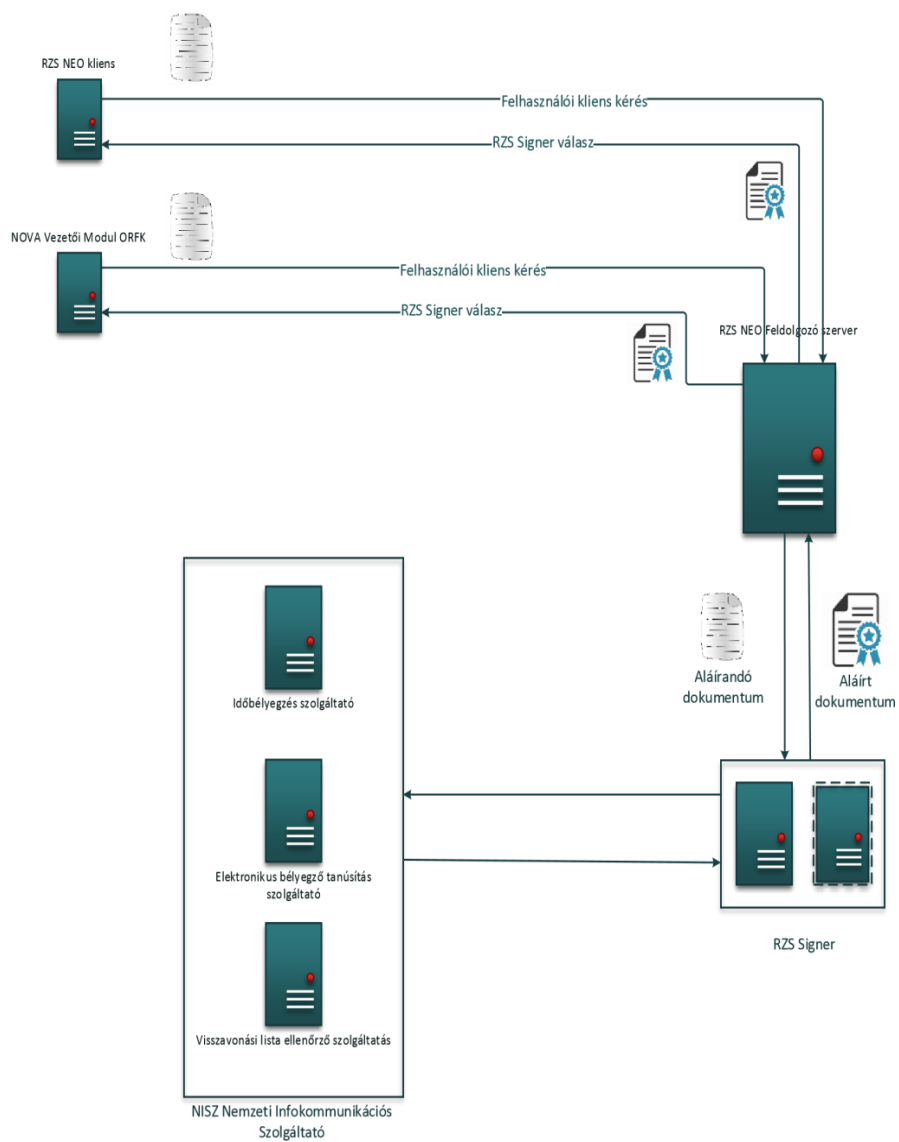 RZS NEO kliens
Felhasználói kliens kérés
RZS Signer válasz
NOVA Vezetői Modul ORFK
Felhasználói kliens kérés
RZS Signer válasz
RZS NEO Feldolgozó szerver
Aláírandó
dokumentum
Aláírt
dokumentum
Időbélyegzés szolgáltató
Elektronikus bélyegző tanúsítás
szolgáltató
Visszavonási lista ellenőrző szolgáltatás
RZS Signer
NISZ Nemzeti Infokommunikációs
Szolgáltató